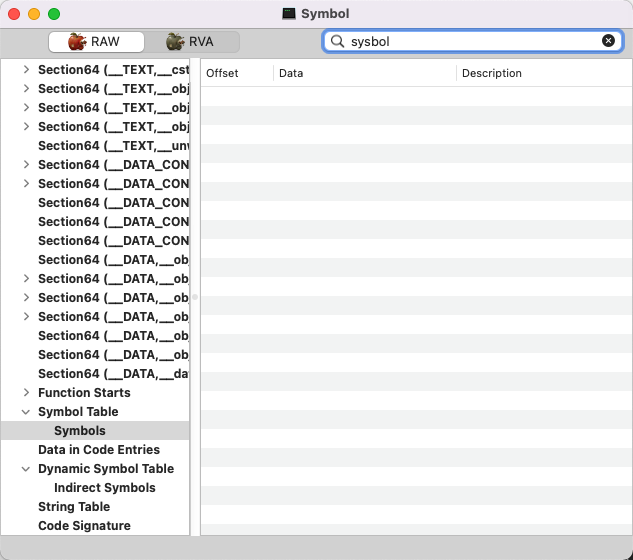 Symbol
RAW
RVA
sysbol
Offset
Data
Description
Section64 (__TEXT,__cst
Section64 (__TEXT,__obj
Section64 (__TEXT,__obj
Section64 (__TEXT,__obj
Section64 (__TEXT,__unw
Section64 (__DATA_CON
Section64 (__DATA_CON
Section64 (__DATA_CON
Section64 (__DATA_CON
Section64 (__DATA_CON
Section64 (__DATA,__obj
Section64 (__DATA,__obj
Section64 (__DATA,__obj
Section64 (__DATA,__obj
Section64 (__DATA,__obj
Section64 (__DATA,__obj
Section64 (__DATA,__da
Function Starts
Symbol Table
Symbols
Data in Code Entries
Dynamic Symbol Table
Indirect Symbols
String Table
Code Signature